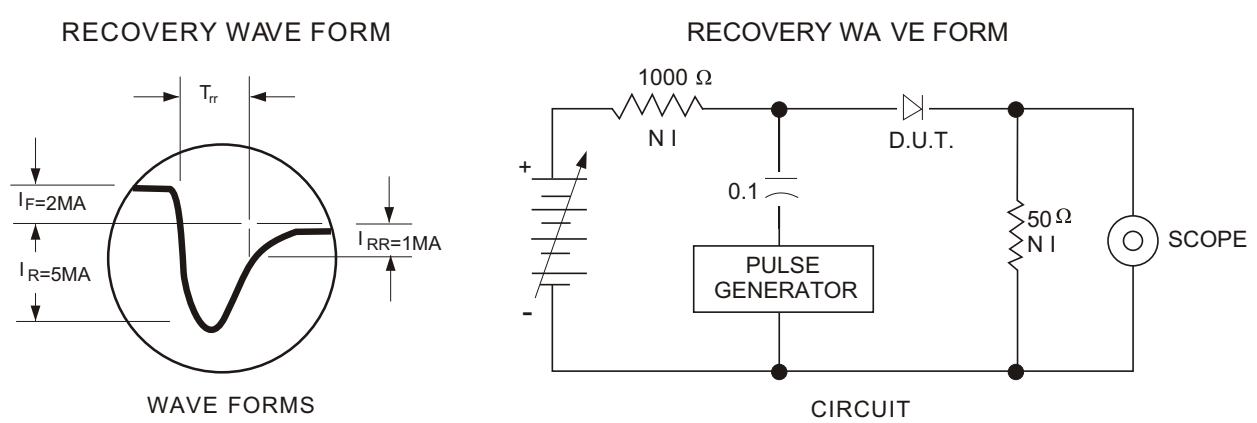 RECOVERY WAVE FORM
Trr
IF=2MA
IR=5MA
IRR=1MA
WAVE FORMS
RECOVERY WA VE FORM
1000 Ω
N I
D.U.T.
+
0.1
50 Ω
N I
SCOPE
PULSE
GENERATOR
-
CIRCUIT